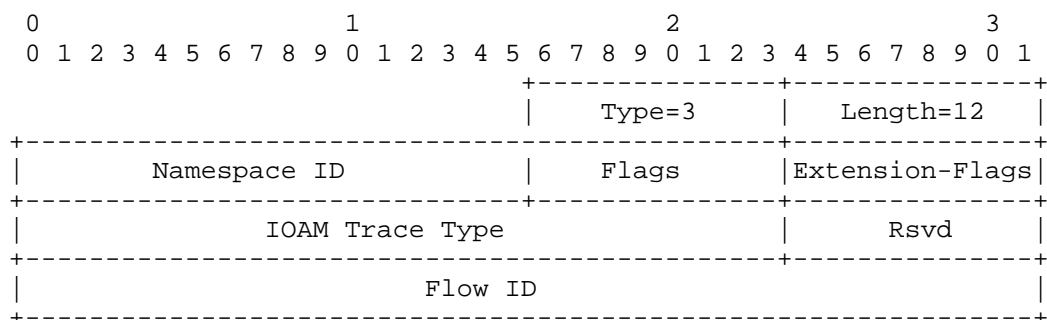 0                   1                   2                   3
0 1 2 3 4 5 6 7 8 9 0 1 2 3 4 5 6 7 8 9 0 1 2 3 4 5 6 7 8 9 0 1
+---------------+---------------+
|    Type=3     |   Length=12   |
+-------------------------------+---------------+---------------+
|        Namespace ID           |    Flags      |Extension-Flags|
+-------------------------------+---------------+---------------+
|               IOAM Trace Type                 |      Rsvd     |
+-----------------------------------------------+---------------+
|                         Flow ID                               |
+---------------------------------------------------------------+